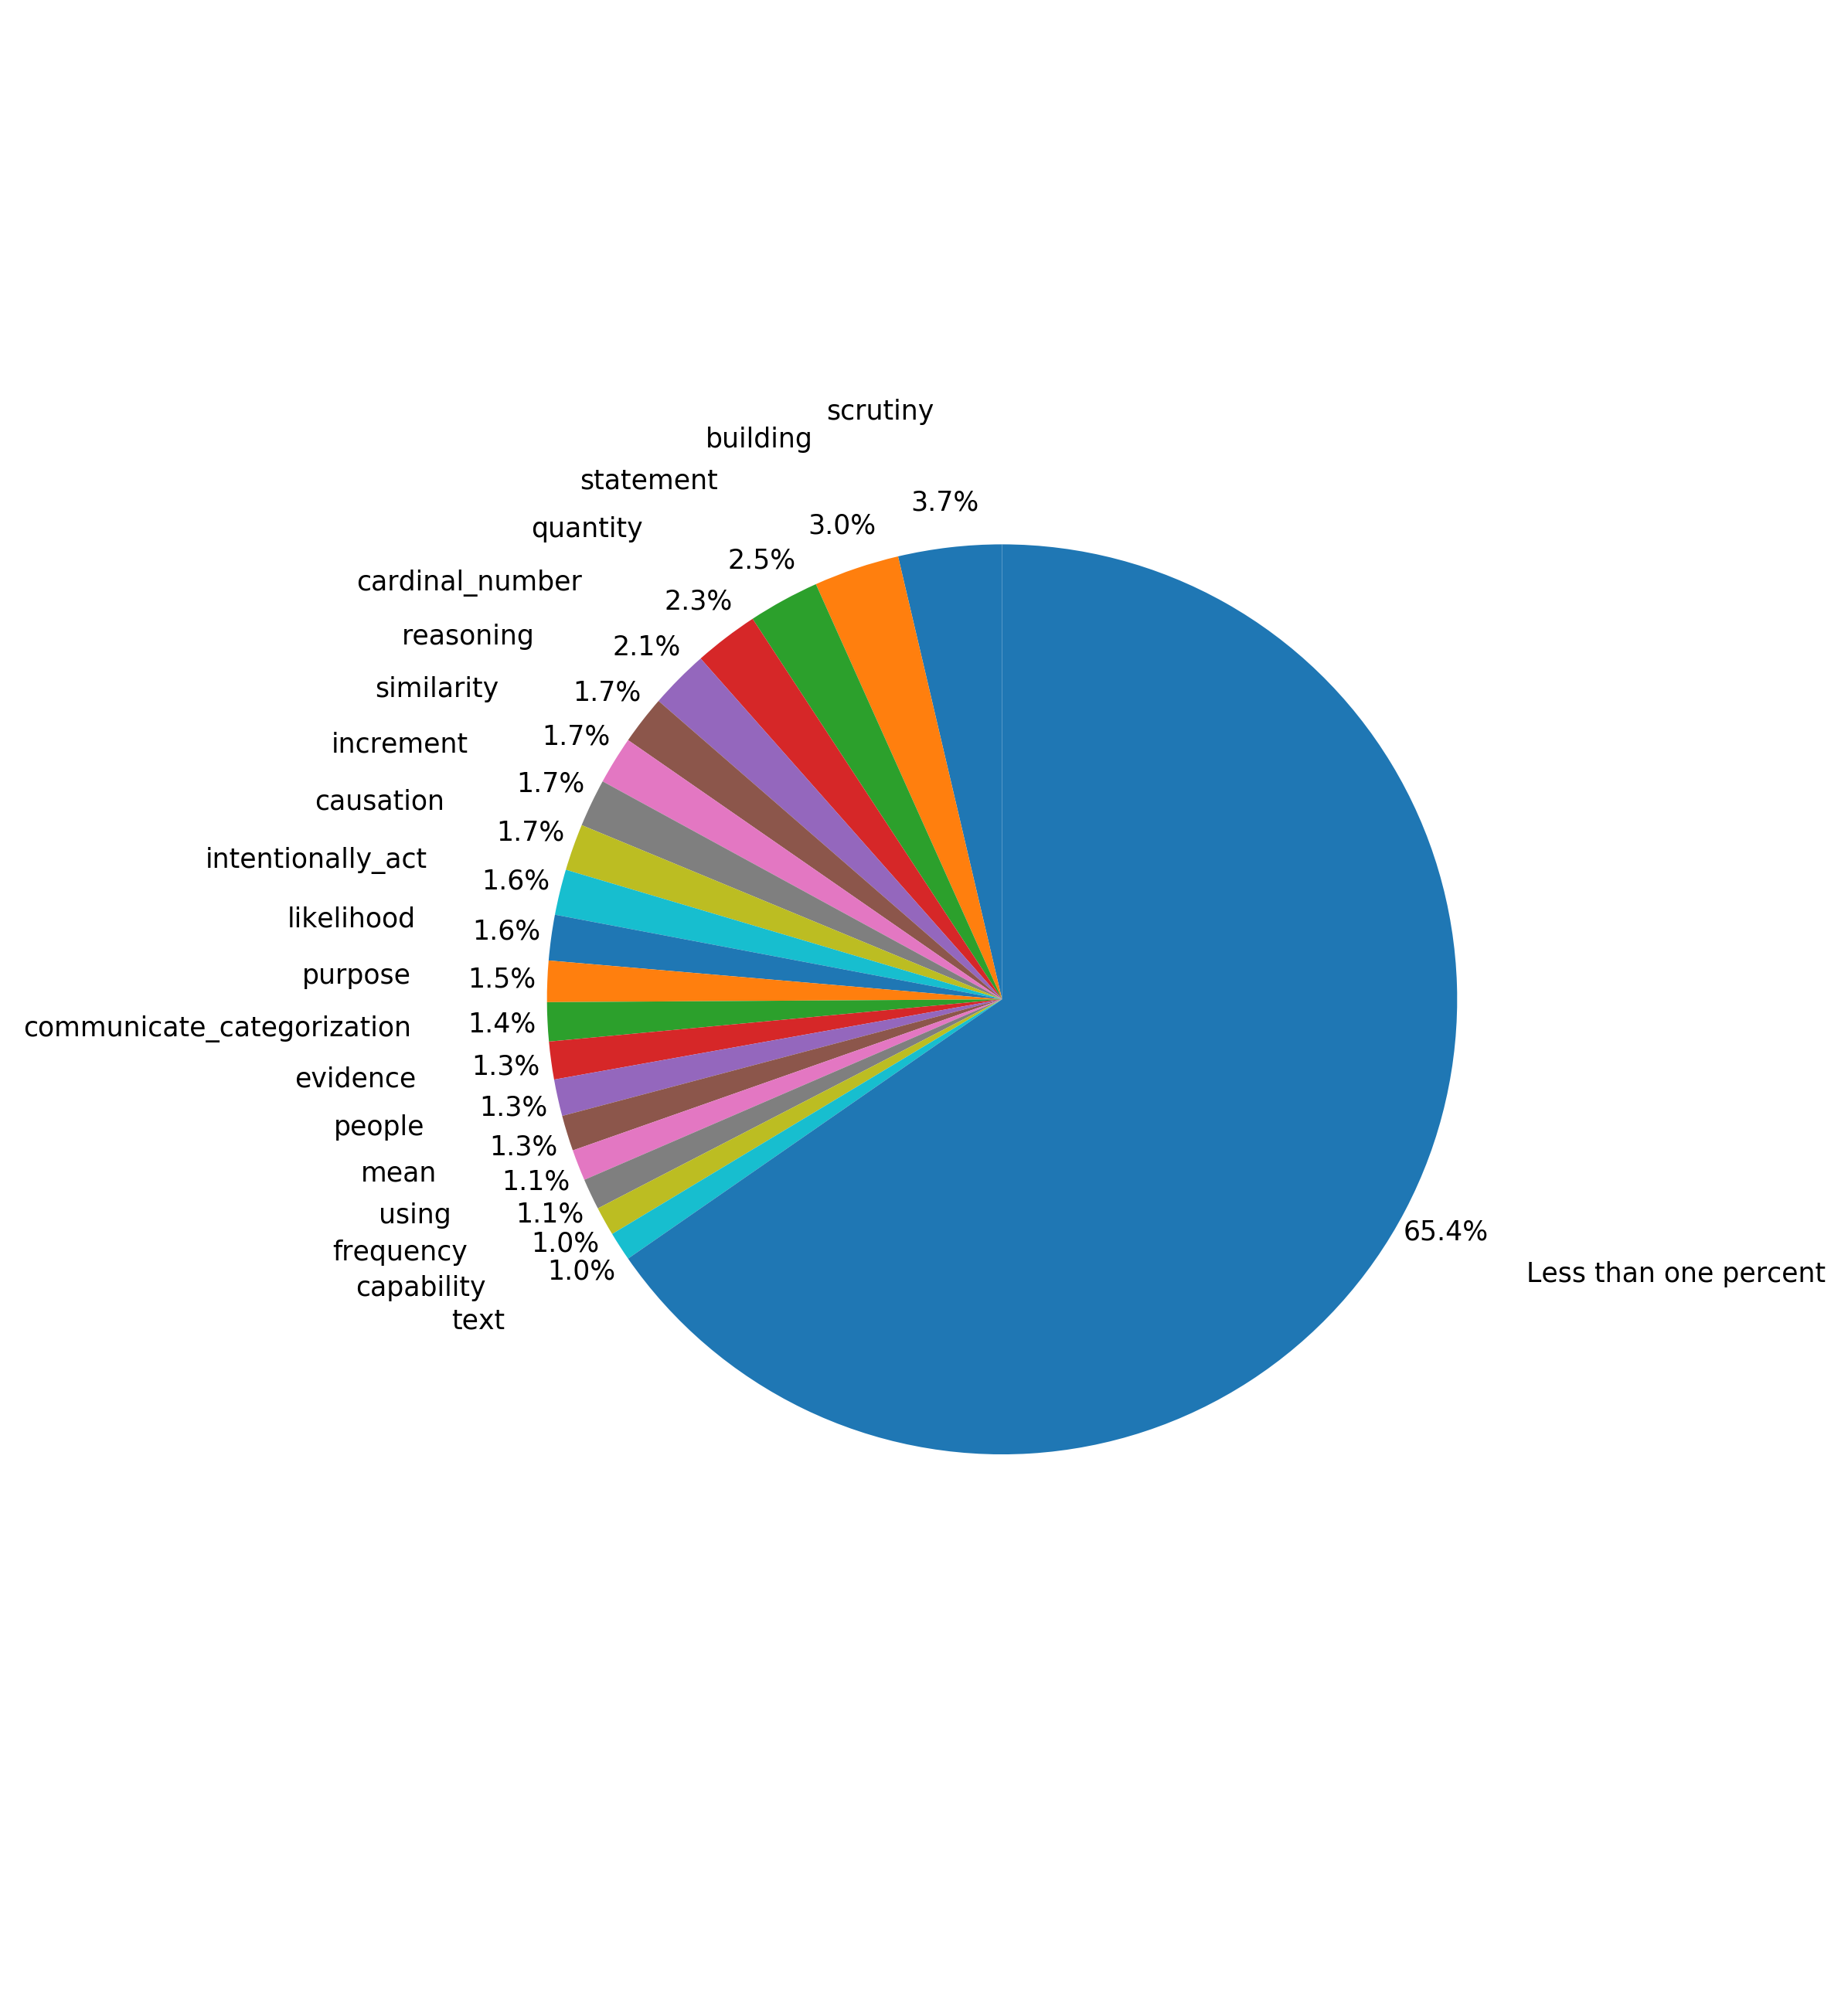 scrutiny
building
statement
quantity
cardinal_number
reasoning
similarity
increment
causation
intentionally_act
likelihood
purpose
communicate_categorization
evidence
people
mean
using
frequency
capability
text
Less than one percent
3.7%
3.0%
2.5%
2.3%
2.1%
1.7%
1.7%
1.7%
1.7%
1.6%
1.6%
1.5%
1.4%
1.3%
1.3%
1.3%
1.1%
1.1%
1.0%
1.0%
65.4%